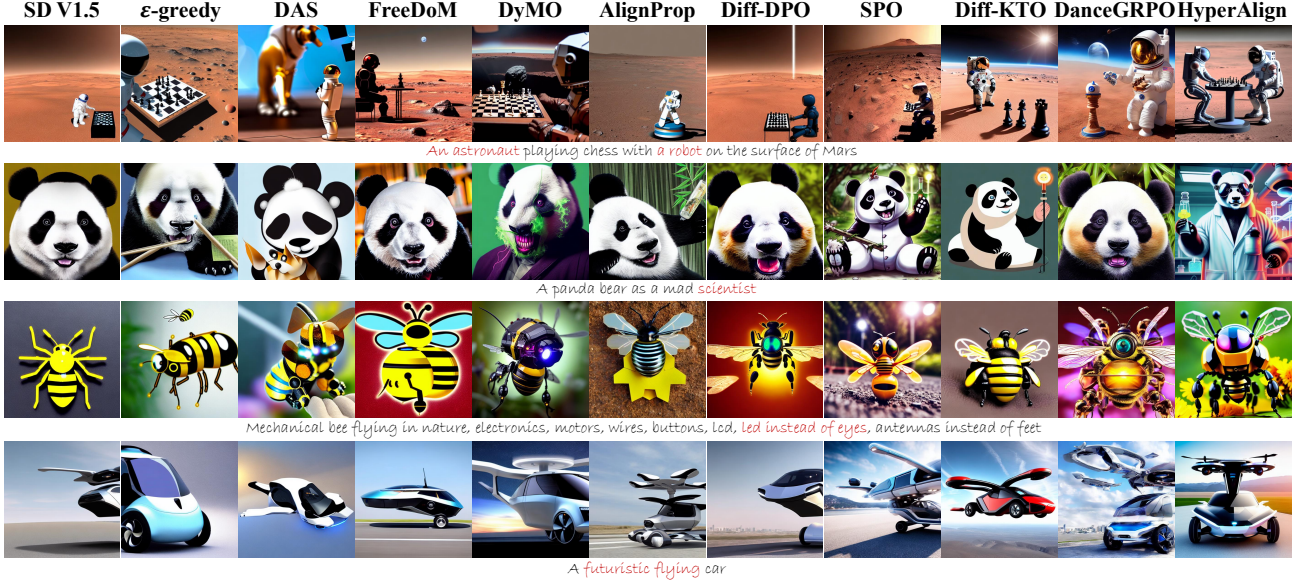 SD V1.5 ε-greedy DAS FreeDoM DyMO AlignProp Diff-DPO SPO Diff-KTO DanceGRPO HyperAlign
An astronaut playing chess with a robot on the surface of Mars
A panda bear as a mad scientist
Mechanical bee flying in nature, electronics, motors, wires, buttons, lcd, led instead of eyes, antennas instead of feet
A futuristic flying car